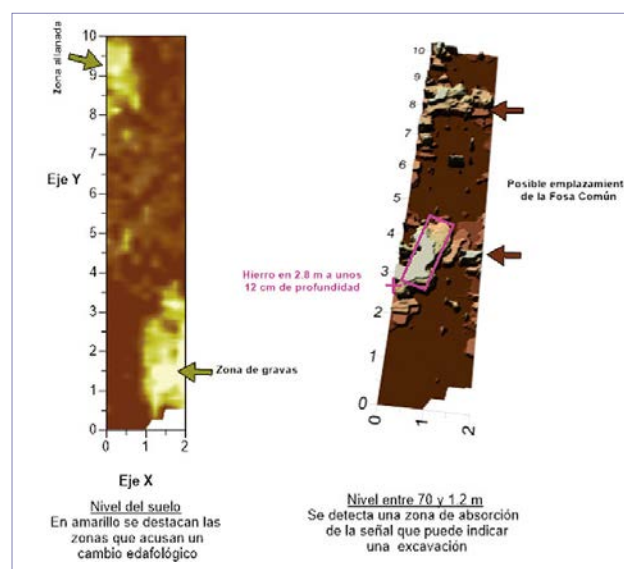 10
9
8
7
6
5
4
3
2
1
0
0
1
2
Zona allanada
Eje Y
Zona de gravas
Eje X
Nivel del suelo
En amarillo se destacan las
zonas que acusan un
cambio edafológico
10
9
8
7
6
5
4
3
2
1
0
0
1
2
Posible emplazamiento
de la Fosa Común
Hierro en 2.8 m a unos
12 cm de profundidad
Nivel entre 70 y 1.2 m
Se detecta una zona de absorción
de la señal que puede indicar
una excavación